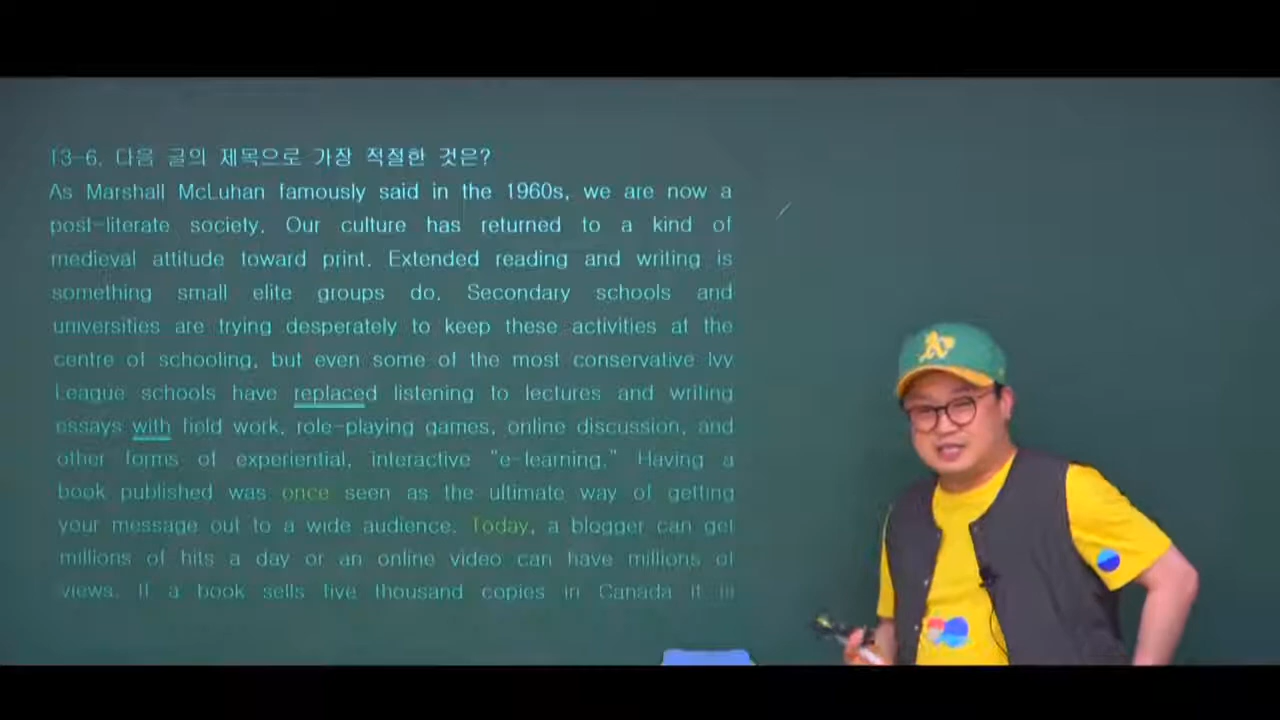 13-6. 다음 글의 제목으로 가장 적절한 것은?
As Marshall McLuhan famously said in the 1960s, we are now a
post-literate society. Our culture has returned to a kind of
medieval attitude toward print. Extended reading and writing is
something small elite groups do. Secondary schools and
universities are trying desperately to keep these activities at the
centre of schooling, but even some of the most conservative Ivy
League schools have replaced listening to lectures and writing
essays with field work, role-playing games, online discussion, and
other forms of experiential, interactive "e-learning." Having a
book published was once seen as the ultimate way of getting
your message out to a wide audience. Today, a blogger can get
millions of hits a day or an online video can have millions of
views. If a book sells five thousand copies in Canada it is